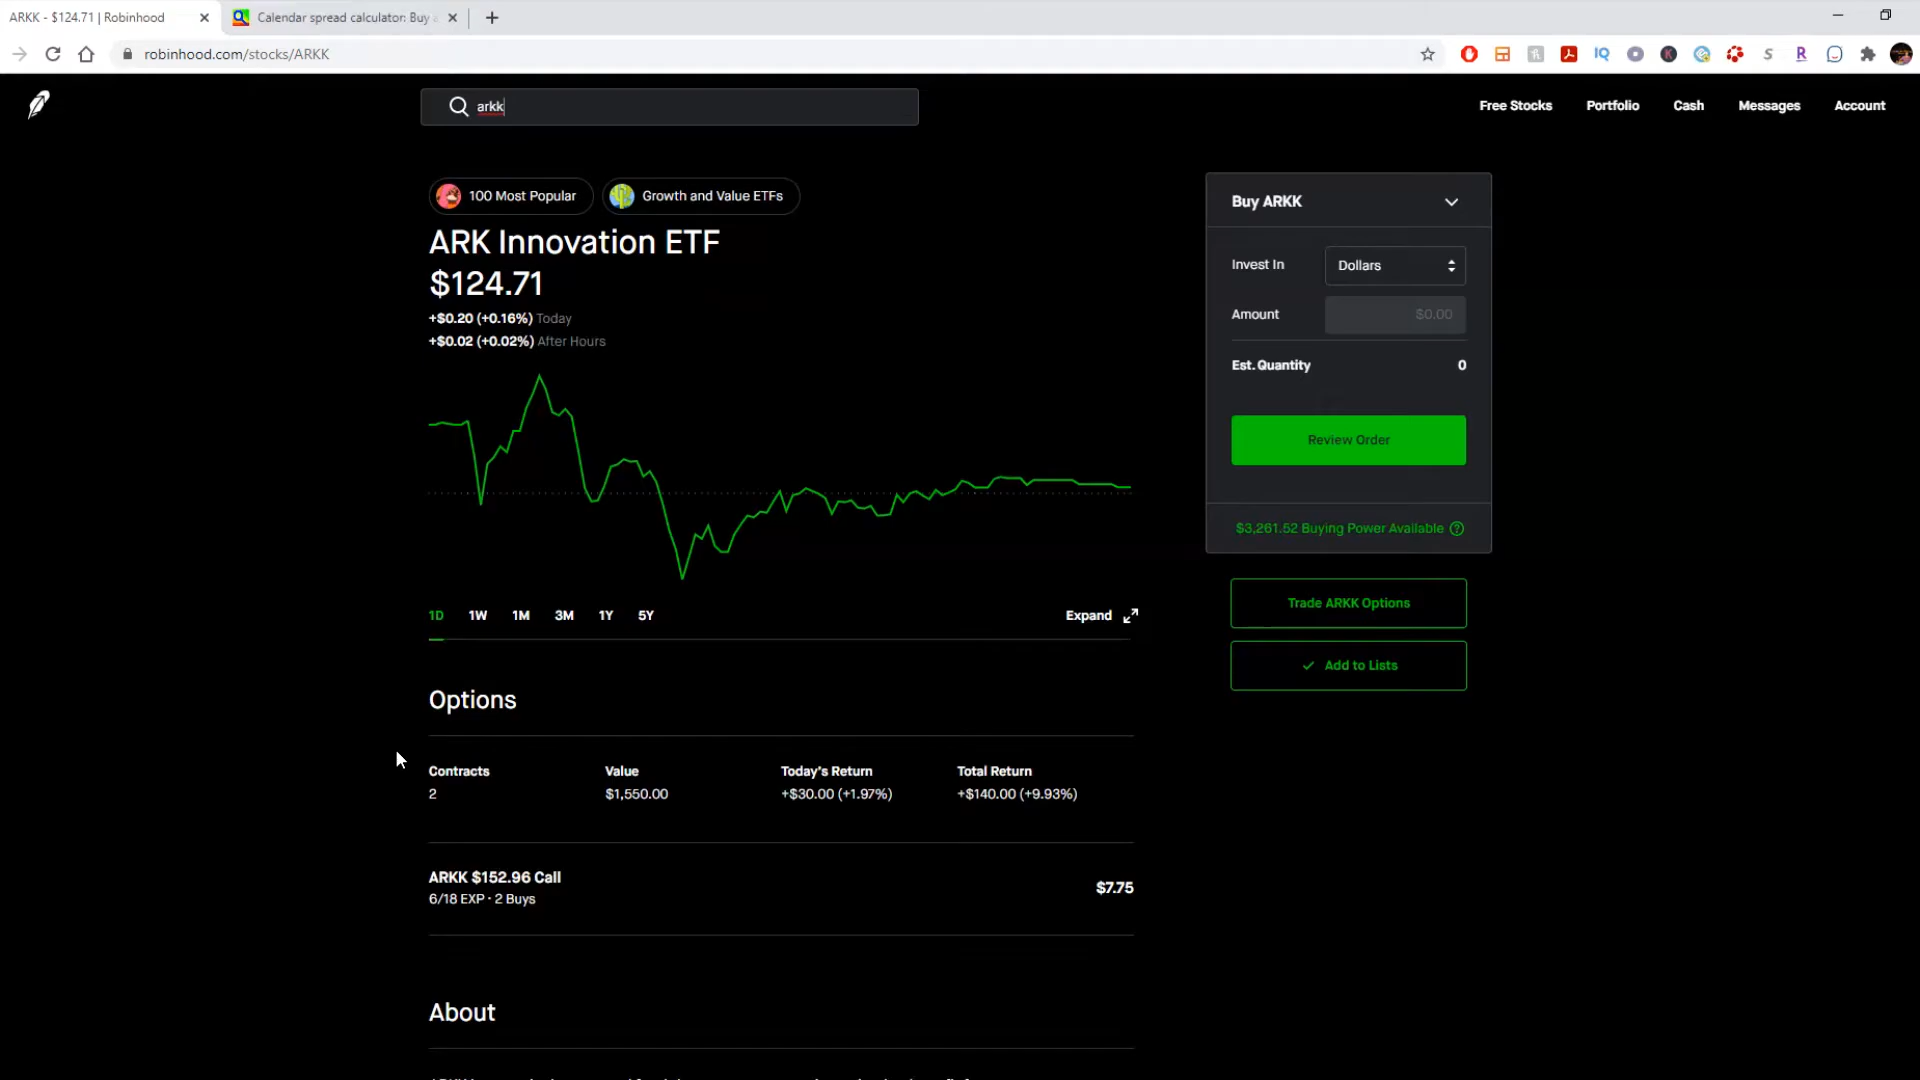 ARKK - $124.71 | Robinhood
Calendar spread calculator: Buy a
robinhood.com/stocks/ARKK
arkk
Free Stocks
Portfolio
Cash
Messages
Account
100 Most Popular
Growth and Value ETFs
ARK Innovation ETF
$124.71
+$0.20 (+0.16%) Today
+$0.02 (+0.02%) After Hours
1D 1W 1M 3M 1Y 5Y
Expand
Buy ARKK
Invest In
Dollars
Amount
$0.00
Est. Quantity
0
Review Order
$3,261.52 Buying Power Available
Trade ARKK Options
Add to Lists
Options
Contracts Value Today's Return Total Return
2 $1,550.00 +$30.00 (+1.97%) +$140.00 (+9.93%)
ARKK $152.96 Call
6/18 EXP · 2 Buys
$7.75
About